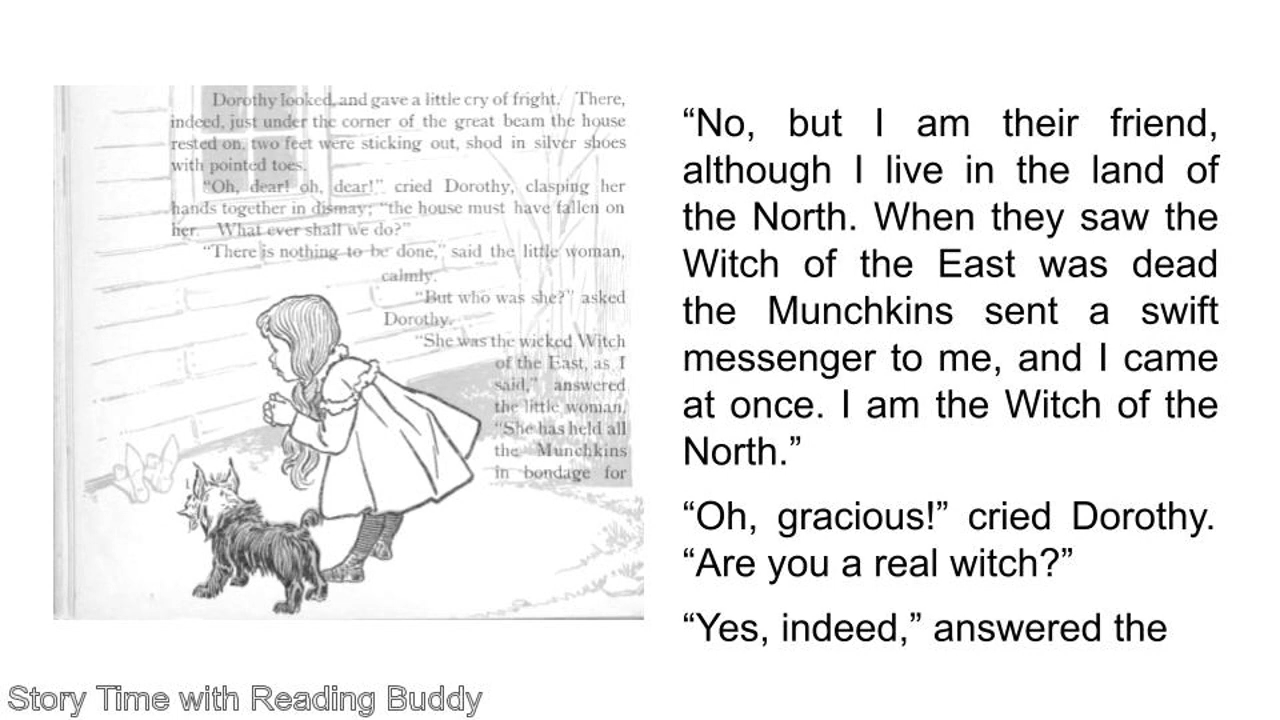 Dorothy looked, and gave a little cry of fright. There,
indeed, just under the corner of the great beam the house
rested on, two feet were sticking out, shod in silver shoes
with pointed toes.
"Oh, dear! oh, dear!" cried Dorothy, clasping her
hands together in dismay; "the house must have fallen on
her. What ever shall we do?"
"There is nothing to be done," said the little woman,
calmly.
"But who was she?" asked
Dorothy.
"She was the wicked Witch
of the East, as I
said," answered
the little woman.
"She has held all
the Munchkins
in bondage for
“No, but I am their friend,
although I live in the land of
the North. When they saw the
Witch of the East was dead
the Munchkins sent a swift
messenger to me, and I came
at once. I am the Witch of the
North.”
“Oh, gracious!” cried Dorothy.
“Are you a real witch?”
“Yes, indeed,” answered the
Story Time with Reading Buddy